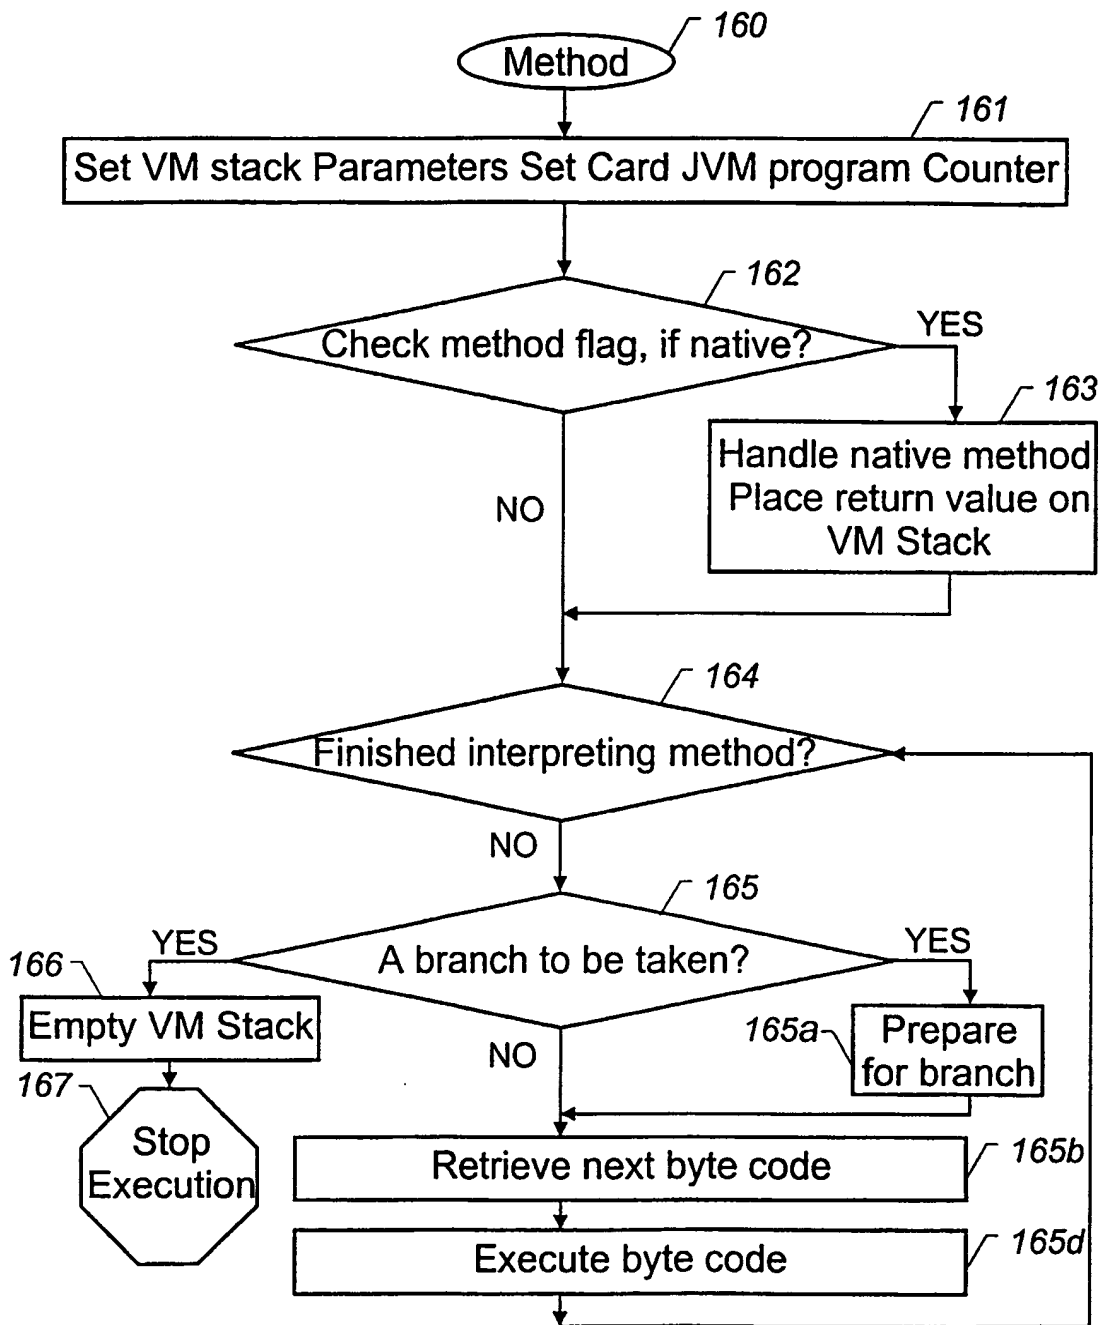 160
Method
161
Set VM stack Parameters Set Card JVM program Counter
162
Check method flag, if native?
YES
163
Handle native method
Place return value on
VM Stack
NO
164
Finished interpreting method?
NO
165
A branch to be taken?
YES
YES
166
Empty VM Stack
165a
Prepare
for branch
NO
167
Stop
Execution
165b
Retrieve next byte code
165d
Execute byte code